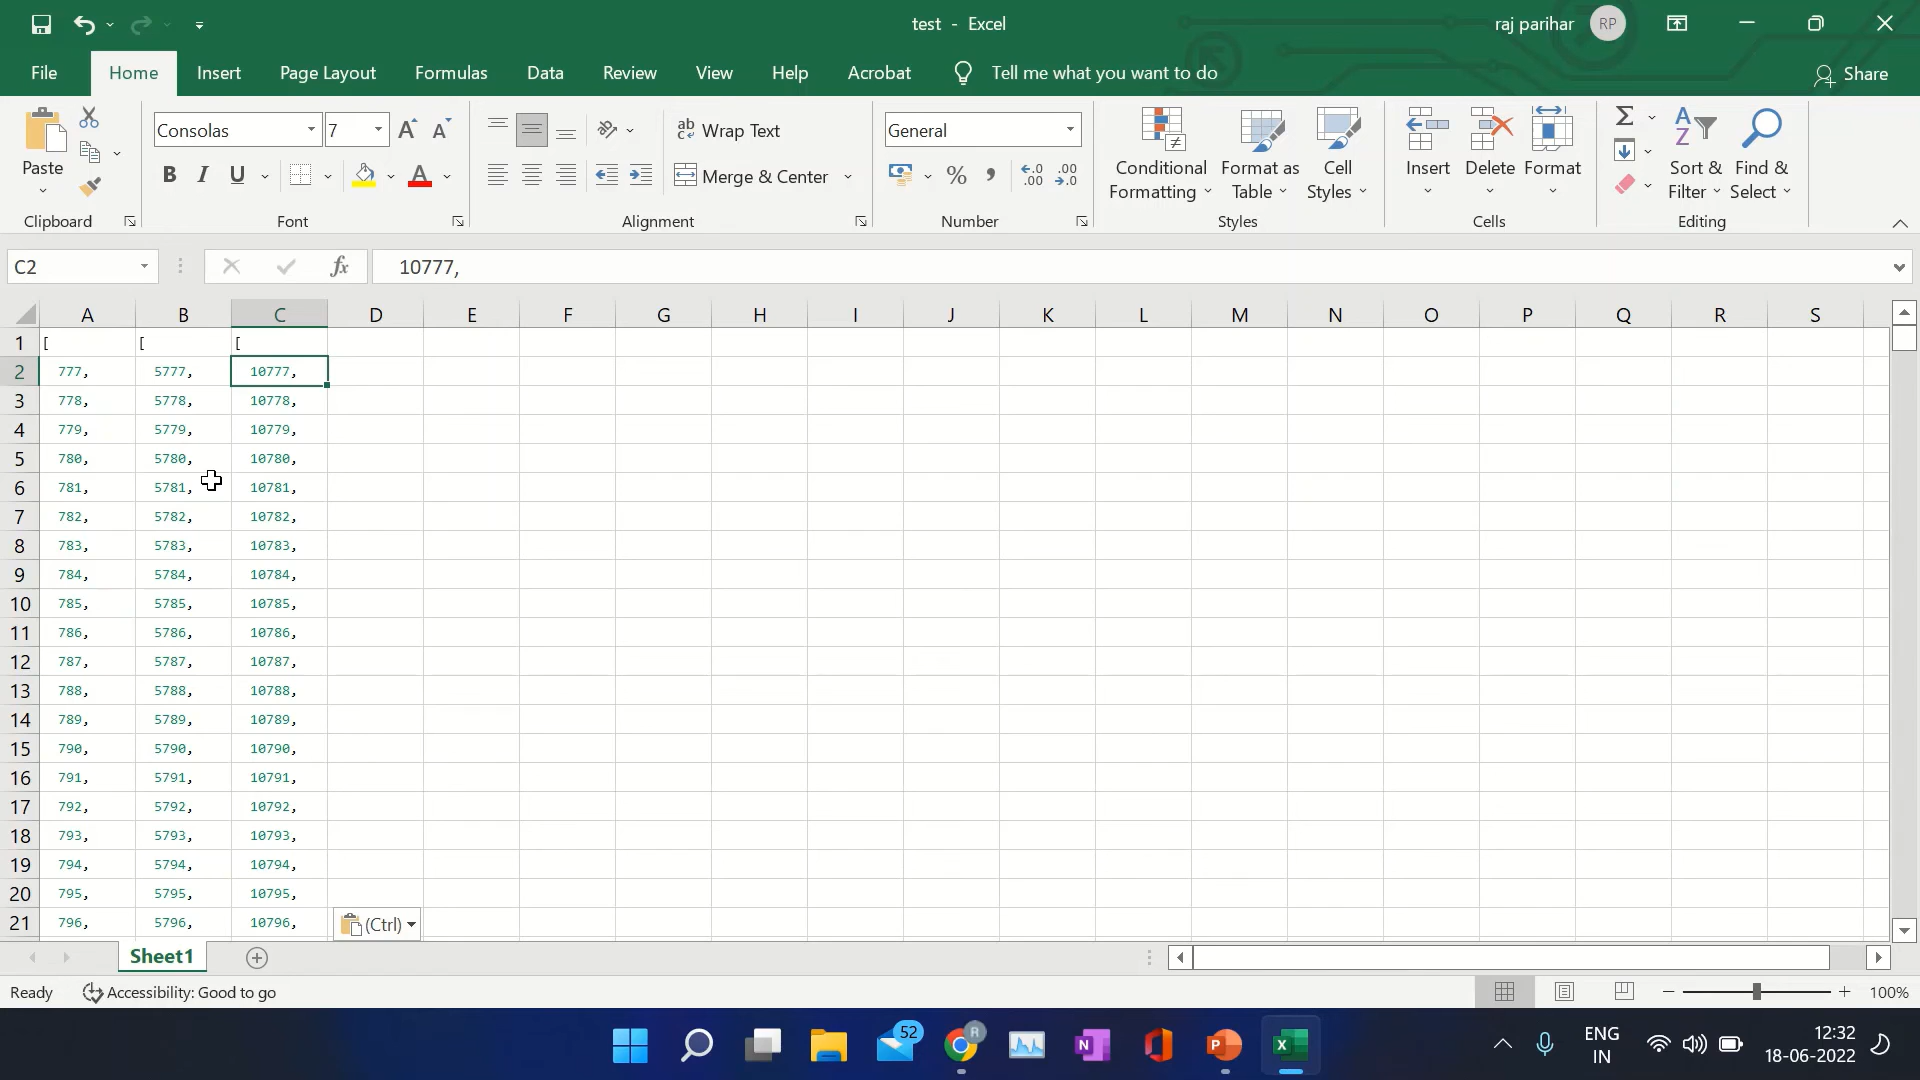 test - Excel
raj parihar RP
File Home Insert Page Layout Formulas Data Review View Help Acrobat Tell me what you want to do Share
Paste
Clipboard
Consolas 7
B I U A
Font
ab Wrap Text
Merge & Center
Alignment
General
% ,
Number
Conditional Formatting
Format as Table
Cell Styles
Styles
Insert Delete Format
Cells
Sort & Filter
Find & Select
Editing
C2 fx 10777,
A B C D E F G H I J K L M N O P Q R S
1 [ [ [
2 777, 5777, 10777,
3 778, 5778, 10778,
4 779, 5779, 10779,
5 780, 5780, 10780,
6 781, 5781, 10781,
7 782, 5782, 10782,
8 783, 5783, 10783,
9 784, 5784, 10784,
10 785, 5785, 10785,
11 786, 5786, 10786,
12 787, 5787, 10787,
13 788, 5788, 10788,
14 789, 5789, 10789,
15 790, 5790, 10790,
16 791, 5791, 10791,
17 792, 5792, 10792,
18 793, 5793, 10793,
19 794, 5794, 10794,
20 795, 5795, 10795,
21 796, 5796, 10796,
(Ctrl)
Sheet1
Ready Accessibility: Good to go 100%
52 R N P X
ENG
IN
12:32
18-06-2022